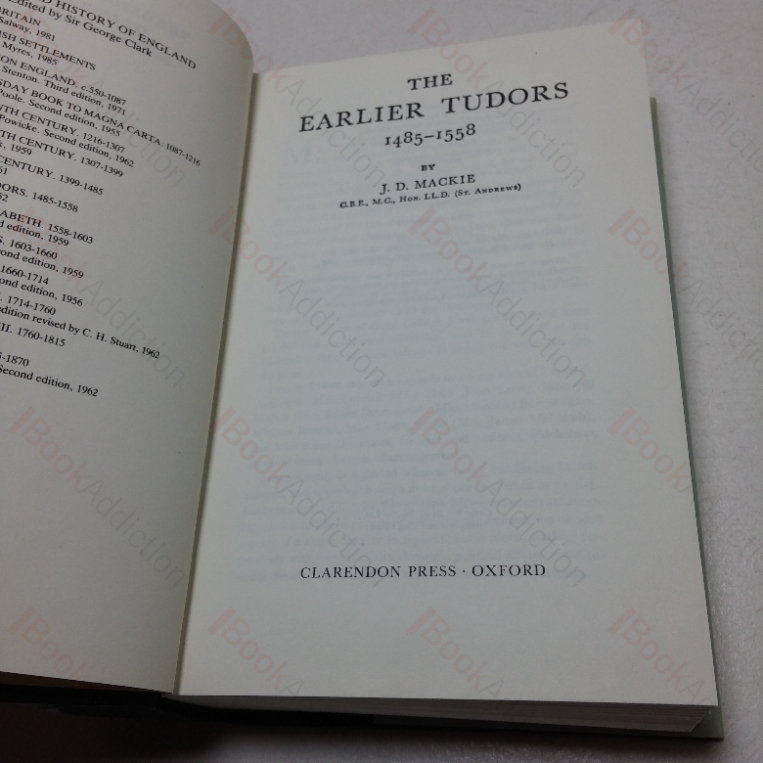 D HISTORY OF ENGLAND
Edited by Sir George Clark
RITAIN
Salway, 1981
ISH SETTLEMENTS
Myres, 1985
ON ENGLAND. c.550-1087
Stenton. Third edition, 1971
SDAY BOOK TO MAGNA CARTA. 1087-1216
Poole. Second edition, 1955
NTH CENTURY. 1216-1307
Powicke. Second edition, 1962
TH CENTURY. 1307-1399
k, 1959
CENTURY. 1399-1485
61
DORS. 1485-1558
52
ABETH. 1558-1603
d edition, 1959
S. 1603-1660
ond edition, 1959
1660-1714
ond edition, 1956
. 1714-1760
edition revised by C. H. Stuart, 1962
II. 1760-1815
5-1870
Second edition, 1962
THE
EARLIER TUDORS
1485–1558
BY
J. D. MACKIE
C.B.E., M.C., HON. LL.D. (ST. ANDREWS)
CLARENDON PRESS · OXFORD
BookAddiction